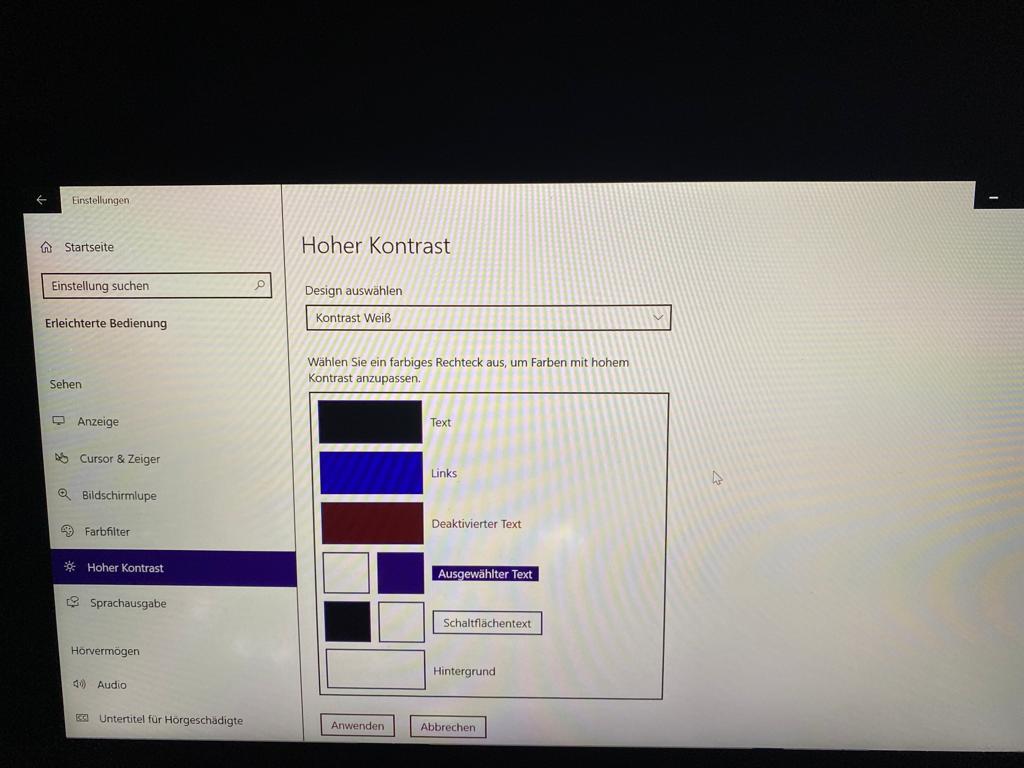 Einstellungen
Startseite
Einstellung suchen
Erleichterte Bedienung
Sehen
Anzeige
Cursor & Zeiger
Bildschirmlupe
Farbfilter
Hoher Kontrast
Sprachausgabe
Hörvermögen
Audio
Untertitel für Hörgeschädigte
Hoher Kontrast
Design auswählen
Kontrast Weiß
Wählen Sie ein farbiges Rechteck aus, um Farben mit hohem
Kontrast anzupassen.
Text
Links
Deaktivierter Text
Ausgewählter Text
Schaltflächentext
Hintergrund
Anwenden
Abbrechen